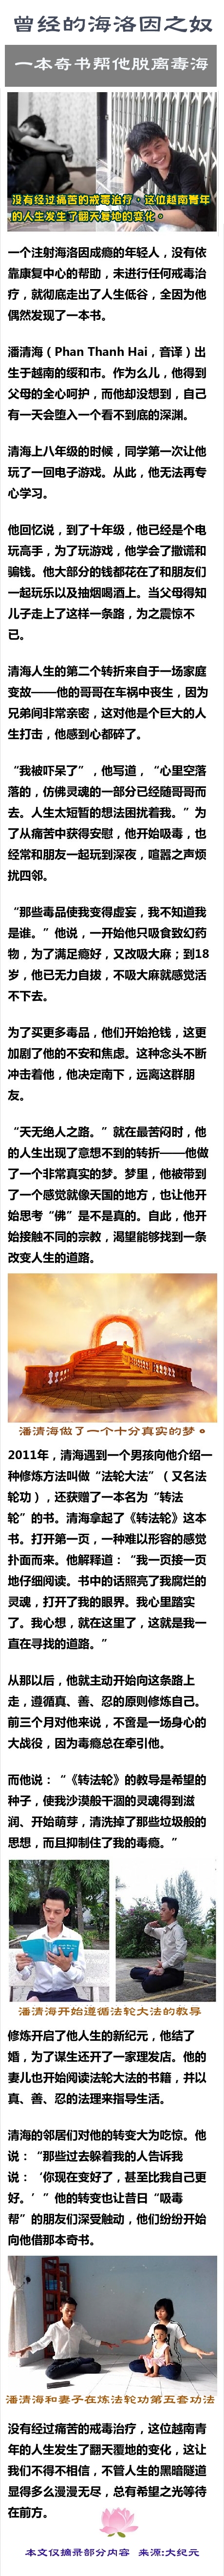 曾经的海洛因之奴
一本奇书帮他脱离毒海
没有经过痛苦的戒毒治疗，这位越南青年
的人生发生了翻天复地的变化。
一个注射海洛因成瘾的年轻人，没有依
靠康复中心的帮助，未进行任何戒毒治
疗，就彻底走出了人生低谷，全因为他
偶然发现了一本书。
潘清海（Phan Thanh Hai，音译）出
生于越南的绥和市。作为么儿，他得到
父母的全心呵护，而他却没想到，自己
有一天会堕入一个看不到底的深渊。
清海上八年级的时候，同学第一次让他
玩了一回电子游戏。从此，他无法再专
心学习。
他回忆说，到了十年级，他已经是个电
玩高手，为了玩游戏，他学会了撒谎和
骗钱。他大部分的钱都花在了和朋友们
一起玩乐以及抽烟喝酒上。当父母得知
儿子走上了这样一条路，为之震惊不
已。
清海人生的第二个转折来自于一场家庭
变故——他的哥哥在车祸中丧生，因为
兄弟间非常亲密，这对他是个巨大的人
生打击，他感到心都碎了。
“我被吓呆了”，他写道，“心里空落
落的，仿佛灵魂的一部分已经随哥哥而
去。人生太短暂的想法困扰着我。”为
了从痛苦中获得安慰，他开始吸毒，也
经常和朋友一起玩到深夜，喧嚣之声烦
扰四邻。
“那些毒品使我变得虚妄，我不知道我
是谁。”他说，一开始他只吸食致幻药
物，为了满足瘾好，又改吸大麻；到18
岁，他已无力自拔，不吸大麻就感觉活
不下去。
为了买更多毒品，他们开始抢钱，这更
加剧了他的不安和焦虑。这种念头不断
冲击着他，他决定南下，远离这群朋
友。
“天无绝人之路。”就在最苦闷时，他
的人生出现了意想不到的转折——他做
了一个非常真实的梦。梦里，他被带到
了一个感觉就像天国的地方，也让他开
始思考“佛”是不是真的。自此，他开
始接触不同的宗教，渴望能够找到一条
改变人生的道路。
潘清海做了一个十分真实的梦。
2011年，清海遇到一个男孩向他介绍一
种修炼方法叫做“法轮大法”（又名法
轮功），还获赠了一本名为“转法
轮”的书。清海拿起了《转法轮》这本
书。打开第一页，一种难以形容的感觉
扑面而来。他解释道：“我一页接一页
地仔细阅读。书中的话照亮了我腐烂的
灵魂，打开了我的眼界。我心里踏实
了。我心想，就在这里了，这就是我一
直在寻找的道路。”
从那以后，他就主动开始向这条路上
走，遵循真、善、忍的原则修炼自己。
前三个月对他来说，不啻是一场身心的
大战役，因为毒瘾总在牵引他。
而他说：“《转法轮》的教导是希望的
种子，使我沙漠般干涸的灵魂得到滋
润、开始萌芽，清洗掉了那些垃圾般的
思想，而且抑制住了我的毒瘾。”
潘清海开始遵循法轮大法的教导
修炼开启了他人生的新纪元，他结了
婚，为了谋生还开了一家理发店。他的
妻儿也开始阅读法轮大法的书籍，并以
真、善、忍的法理来指导生活。
清海的邻居们对他的转变大为吃惊。他
说：“那些过去躲着我的人告诉我
说：‘你现在变好了，甚至比我自己更
好。’”他的转变也让昔日“吸毒
帮”的朋友们深受触动，他们纷纷开始
向他借那本奇书。
潘清海和妻子在炼法轮功第五套功法
没有经过痛苦的戒毒治疗，这位越南青
年的人生发生了翻天覆地的变化，这让
我们不得不相信，不管人生的黑暗隧道
显得多么漫漫无尽，总有希望之光等待
在前方。
本文仅摘录部分内容 来源:大纪元